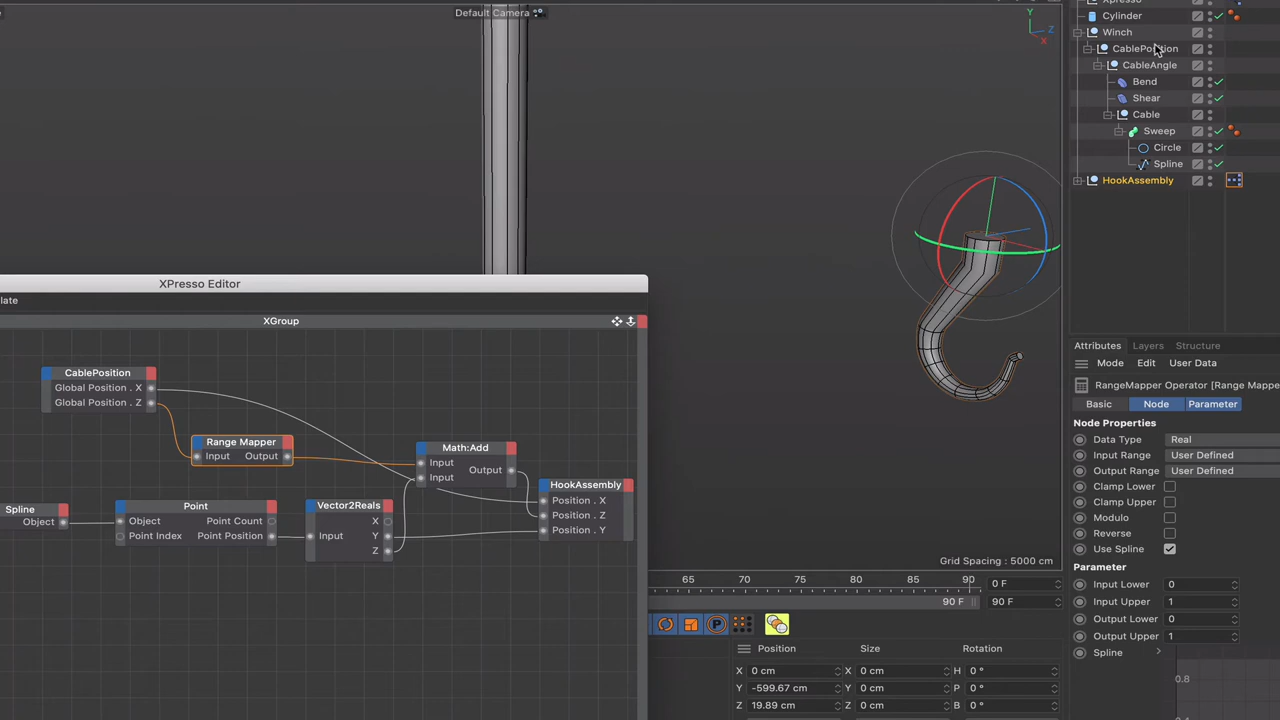 Default Camera
Y
Z
X
Cylinder
Winch
CablePosition
CableAngle
Bend
Shear
Cable
Sweep
Circle
Spline
HookAssembly
XPresso Editor
late
XGroup
CablePosition
Global Position . X
Global Position . Z
Range Mapper
Input Output
Math:Add
Input
Input
Output
Spline
Object
Point
Object Point Count
Point Index Point Position
Vector2Reals
X
Input Y
Z
HookAssembly
Position . X
Position . Z
Position . Y
Grid Spacing : 5000 cm
65 70 75 80 85 90
0 F
90 F
90 F
P
Position Size Rotation
X 0 cm X 0 cm H 0 °
Y -599.67 cm Y 0 cm P 0 °
Z 19.89 cm Z 0 cm B 0 °
Attributes Layers Structure
Mode Edit User Data
RangeMapper Operator [Range Mappe
Basic Node Parameter
Node Properties
Data Type Real
Input Range User Defined
Output Range User Defined
Clamp Lower
Clamp Upper
Modulo
Reverse
Use Spline
Parameter
Input Lower 0
Input Upper 1
Output Lower 0
Output Upper 1
Spline
0.8